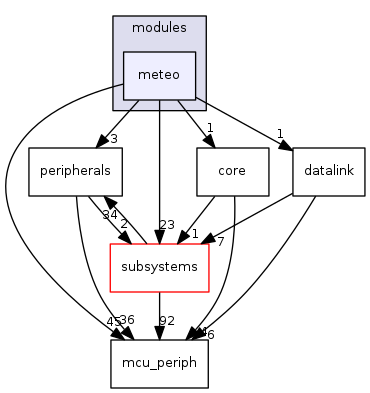 modules
meteo
3
1
1
peripherals
core
datalink
34
2
23
1
7
subsystems
45
36
92
6
mcu_periph